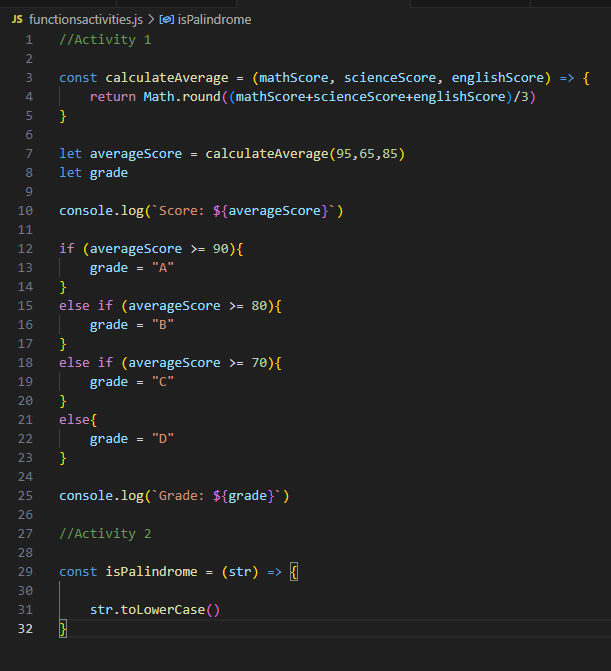 JS functionsactivities.js > isPalindrome
1 //Activity 1
2
3 const calculateAverage = (mathScore, scienceScore, englishScore) => {
4     return Math.round((mathScore+scienceScore+englishScore)/3)
5 }
6
7 let averageScore = calculateAverage(95,65,85)
8 let grade
9
10 console.log(`Score: ${averageScore}`)
11
12 if (averageScore >= 90){
13     grade = "A"
14 }
15 else if (averageScore >= 80){
16     grade = "B"
17 }
18 else if (averageScore >= 70){
19     grade = "C"
20 }
21 else{
22     grade = "D"
23 }
24
25 console.log(`Grade: ${grade}`)
26
27 //Activity 2
28
29 const isPalindrome = (str) => {
30
31     str.toLowerCase()
32 }